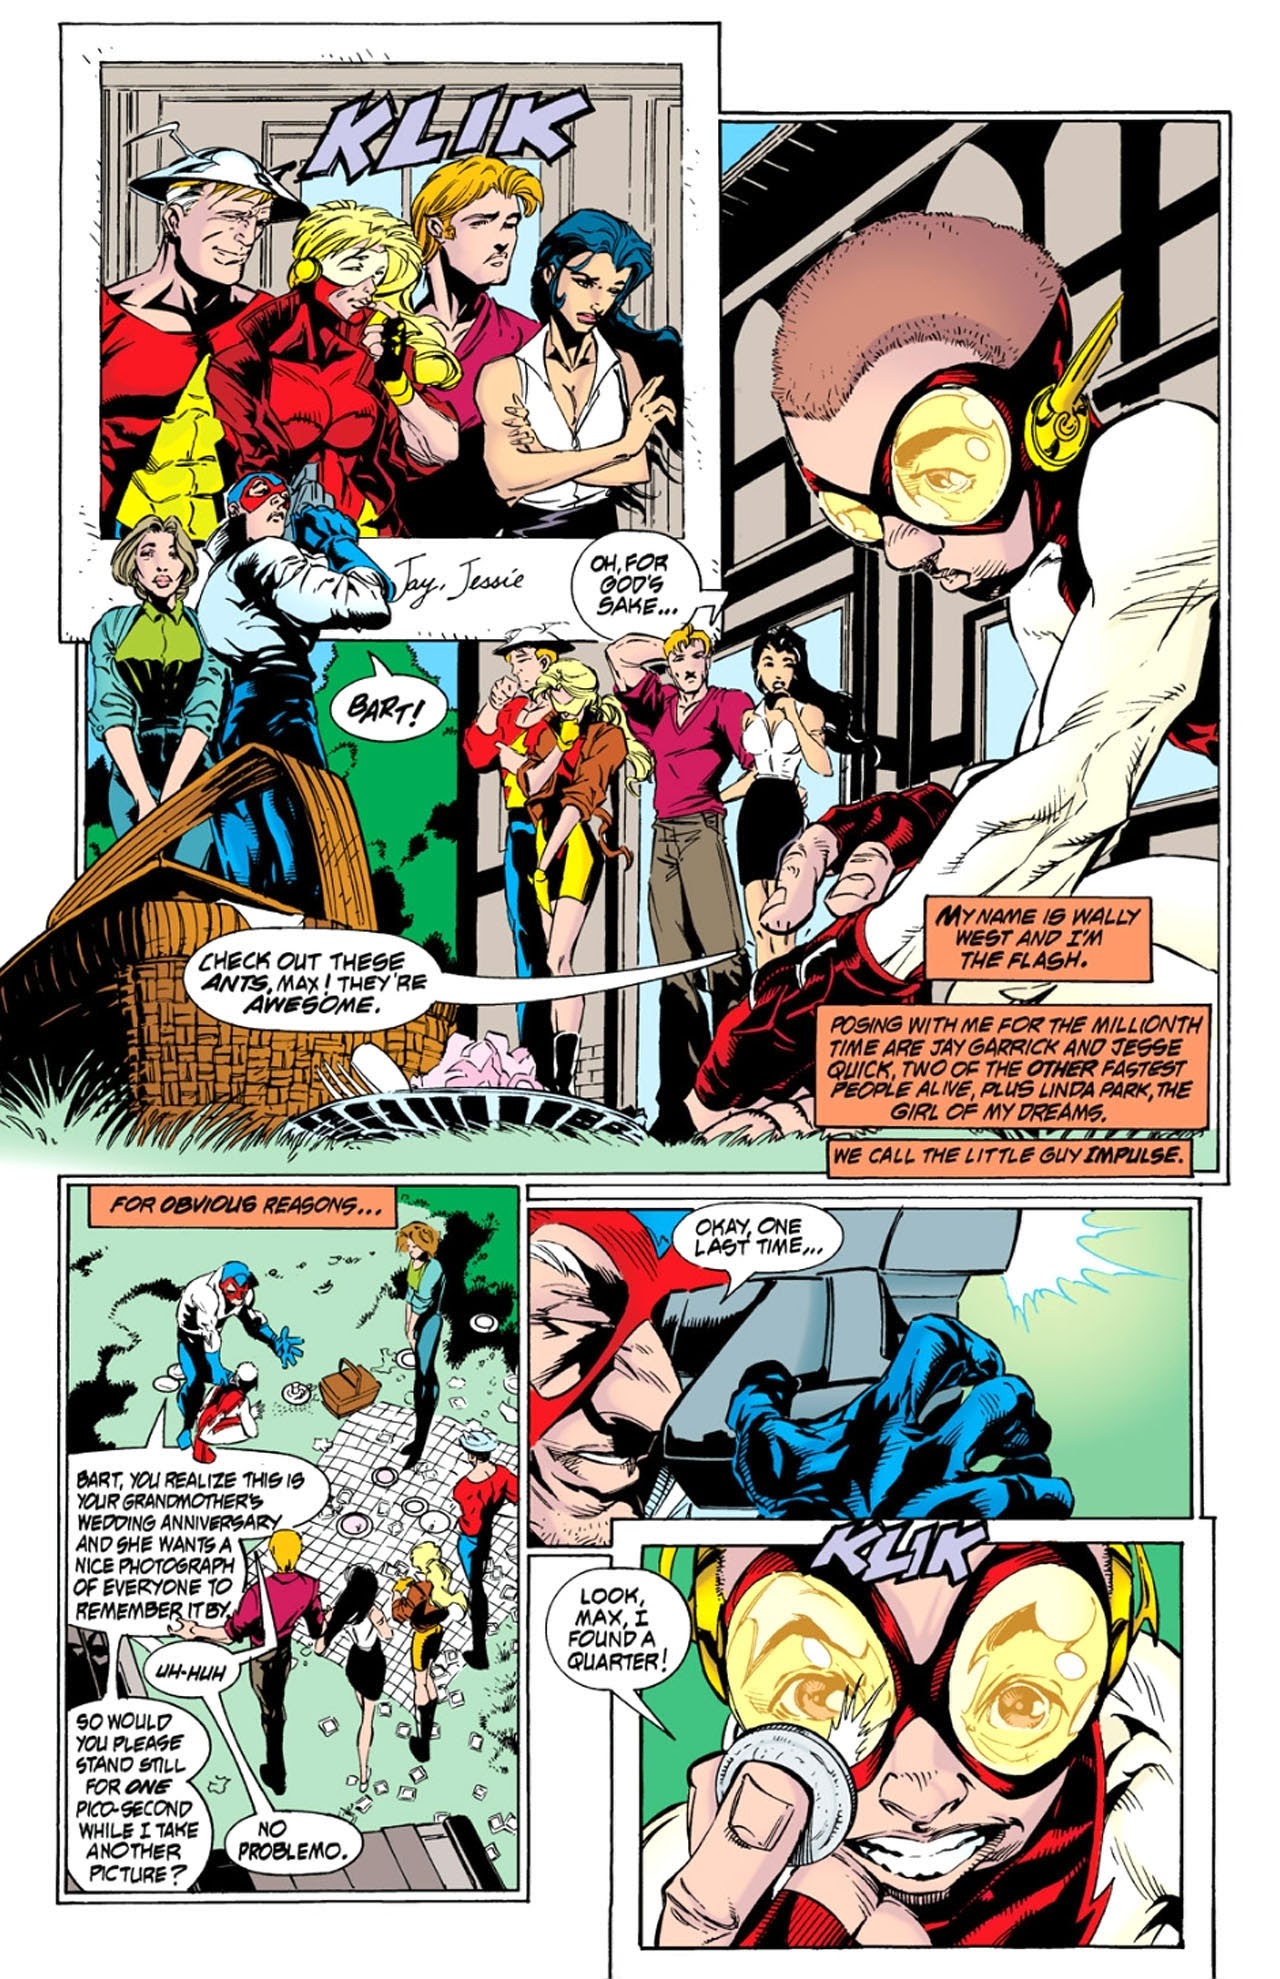 KLIK
Jay, Jessie
OH, FOR
GOD'S
SAKE...
BART!
CHECK OUT THESE
ANTS, MAX! THEY'RE
AWESOME.
MY NAME IS WALLY
WEST AND I'M
THE FLASH.
POSING WITH ME FOR THE MILLIONTH
TIME ARE JAY GARRICK AND JESSE
QUICK, TWO OF THE OTHER FASTEST
PEOPLE ALIVE, PLUS LINDA PARK, THE
GIRL OF MY DREAMS.
WE CALL THE LITTLE GUY IMPULSE.
FOR OBVIOUS REASONS...
BART, YOU REALIZE THIS IS
YOUR GRANDMOTHER'S
WEDDING ANNIVERSARY
AND SHE WANTS A
NICE PHOTOGRAPH
OF EVERYONE TO
REMEMBER IT BY.
UH-HUH
SO WOULD
YOU PLEASE
STAND STILL
FOR ONE
PICO-SECOND
WHILE I TAKE
ANOTHER
PICTURE?
NO
PROBLEMO.
OKAY, ONE
LAST TIME...
KLIK
LOOK,
MAX, I
FOUND A
QUARTER!